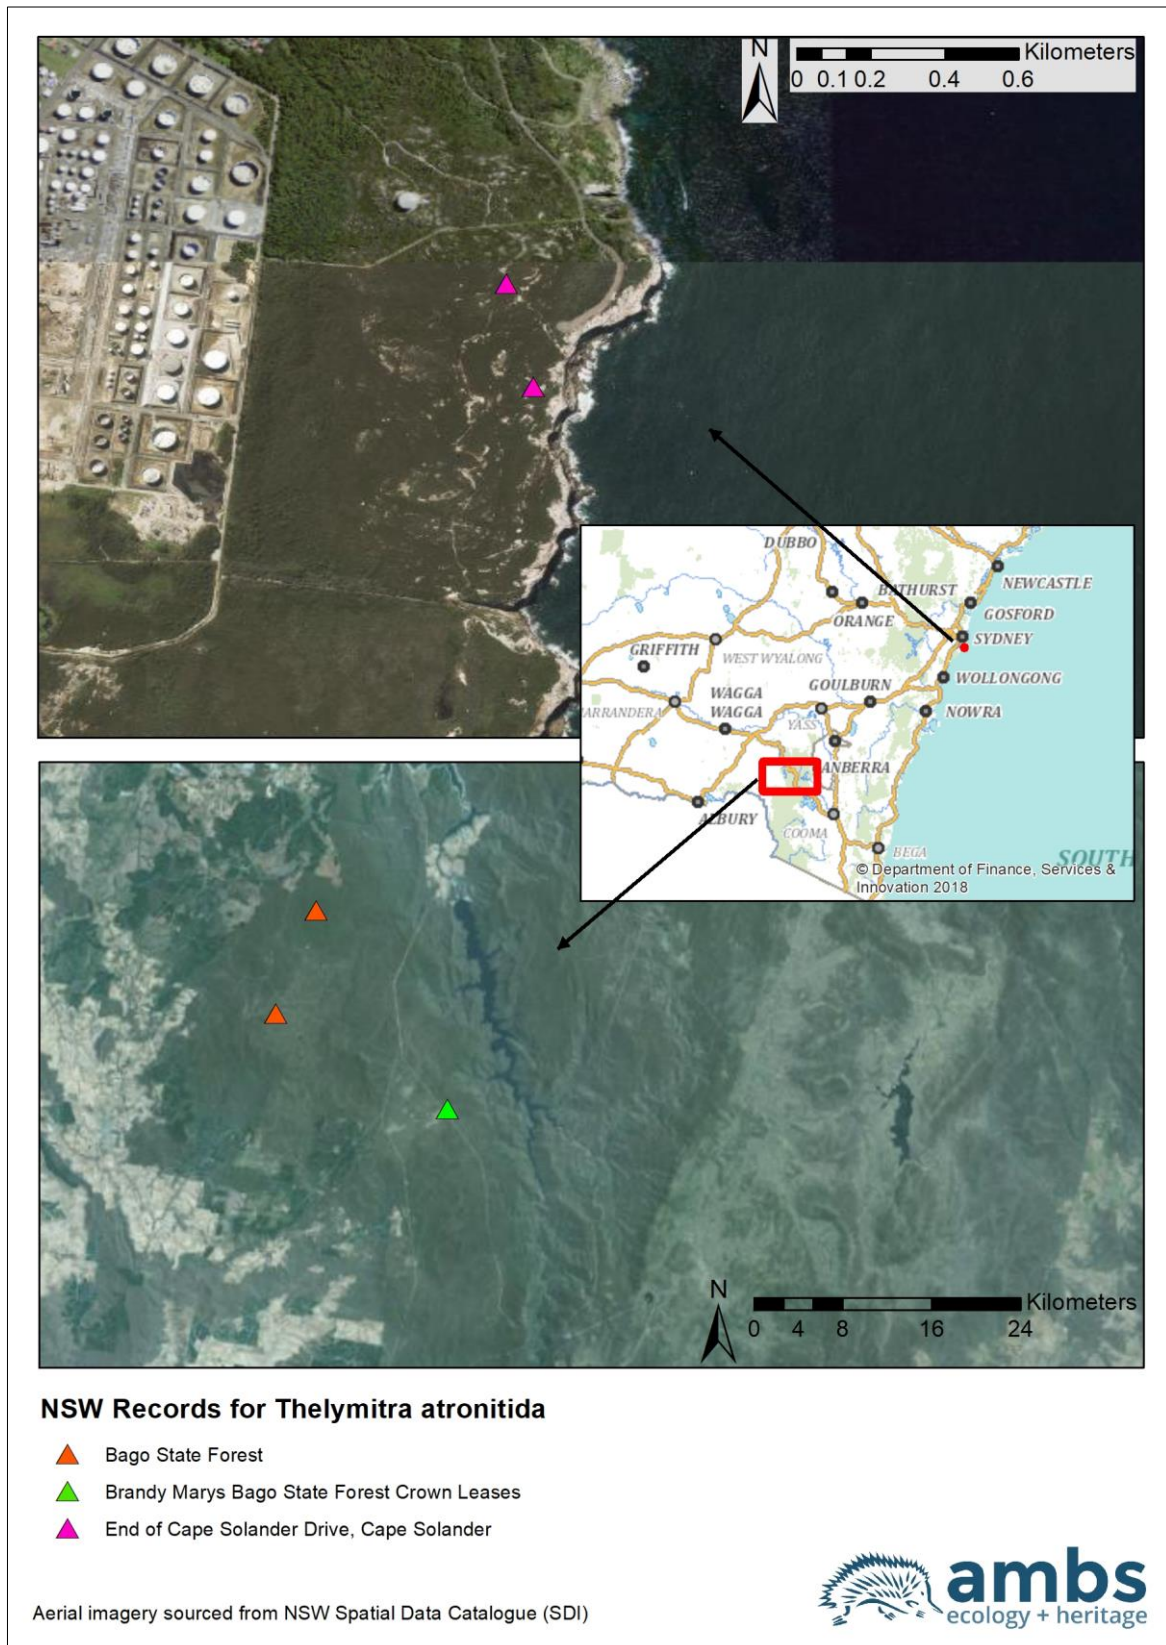 N
Kilometers
0 0.1 0.2 0.4 0.6
DUBBO
NEWCASTLE
BATHURST
GOSFORD
ORANGE
SYDNEY
GRIFFITH
WEST WYALONG
WOLLONGONG
WAGGA
WAGGA
GOULBURN
ARRANDERA
YASS
NOWRA
ANBERRA
ALBURY
COOMA
BEGA
SOUTH
© Department of Finance, Services &
Innovation 2018
N
Kilometers
0 4 8 16 24
NSW Records for Thelymitra atronitida
Bago State Forest
Brandy Marys Bago State Forest Crown Leases
End of Cape Solander Drive, Cape Solander
Aerial imagery sourced from NSW Spatial Data Catalogue (SDI)
ambs
ecology + heritage